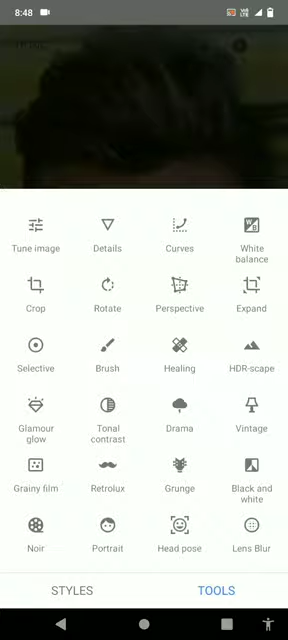 8:48
Vo
LTE
Tune image
Details
Curves
White
balance
Crop
Rotate
Perspective
Expand
Selective
Brush
Healing
HDR-scape
Glamour
glow
Tonal
contrast
Drama
Vintage
Grainy film
Retrolux
Grunge
Black and
white
Noir
Portrait
Head pose
Lens Blur
STYLES
TOOLS